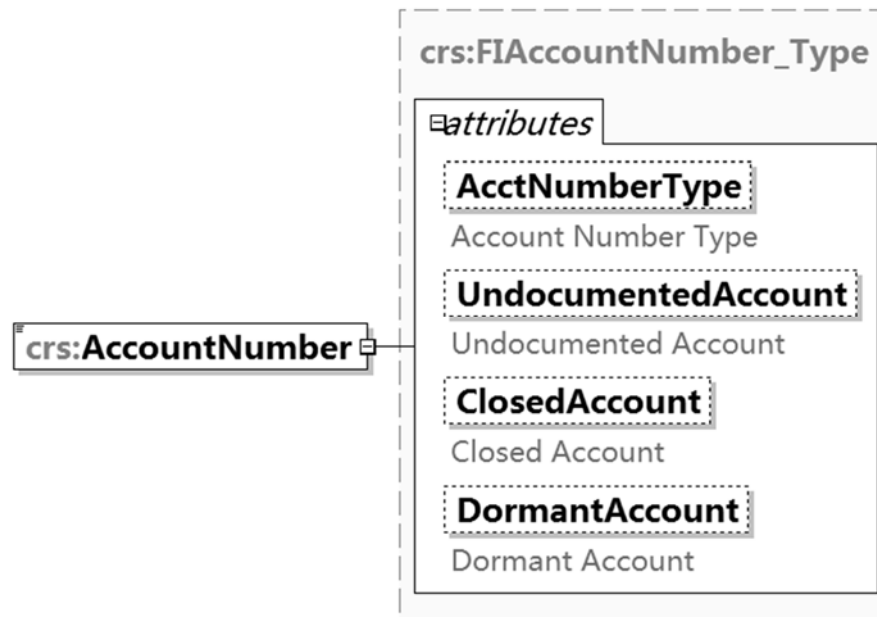 crs:FIAccountNumber_Type
attributes
AcctNumberType
Account Number Type
UndocumentedAccount
Undocumented Account
crs:AccountNumber
ClosedAccount
Closed Account
DormantAccount
Dormant Account